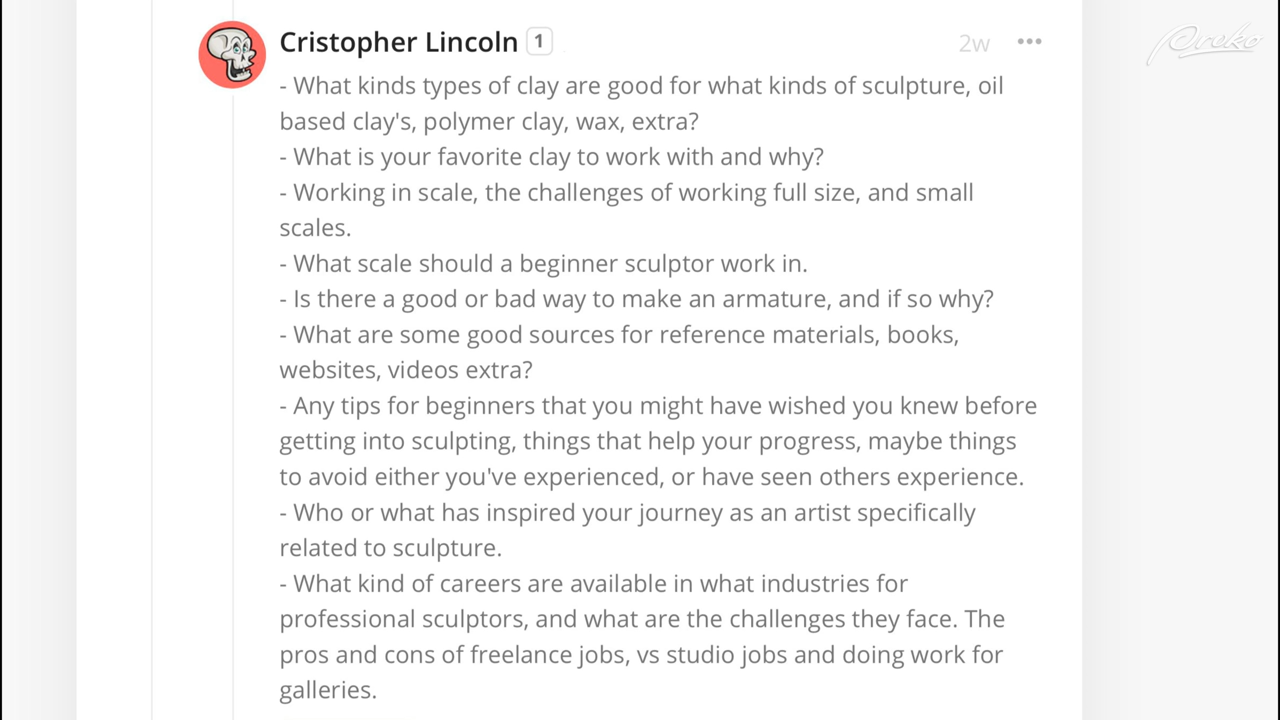 Cristopher Lincoln 1
2w •••
Proko
- What kinds types of clay are good for what kinds of sculpture, oil
based clay's, polymer clay, wax, extra?
- What is your favorite clay to work with and why?
- Working in scale, the challenges of working full size, and small
scales.
- What scale should a beginner sculptor work in.
- Is there a good or bad way to make an armature, and if so why?
- What are some good sources for reference materials, books,
websites, videos extra?
- Any tips for beginners that you might have wished you knew before
getting into sculpting, things that help your progress, maybe things
to avoid either you've experienced, or have seen others experience.
- Who or what has inspired your journey as an artist specifically
related to sculpture.
- What kind of careers are available in what industries for
professional sculptors, and what are the challenges they face. The
pros and cons of freelance jobs, vs studio jobs and doing work for
galleries.